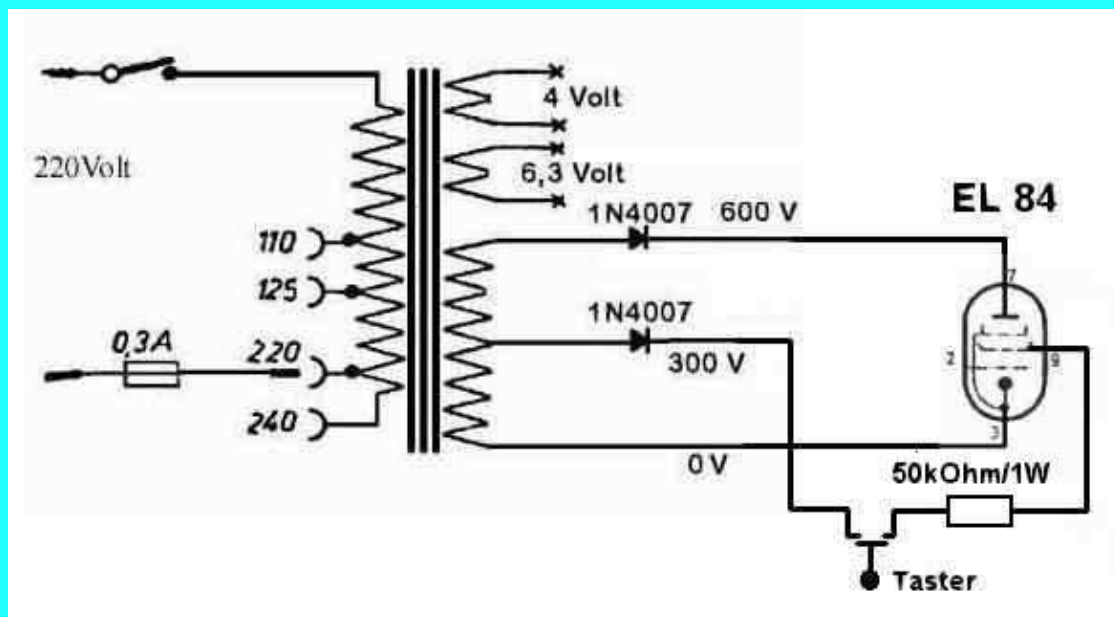 4 Volt
220Volt
6,3 Volt
1N4007
600 V
EL 84
110
7
125
1N4007
0,3A
220
300 V
2
9
240
3
0 V
50kOhm/1W
Taster